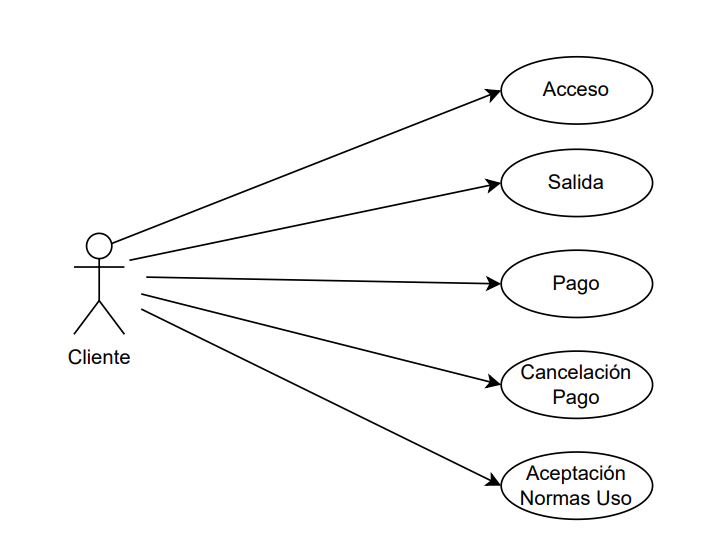 Acceso
Salida
Pago
Cliente
Cancelación
Pago
Aceptación
Normas Uso